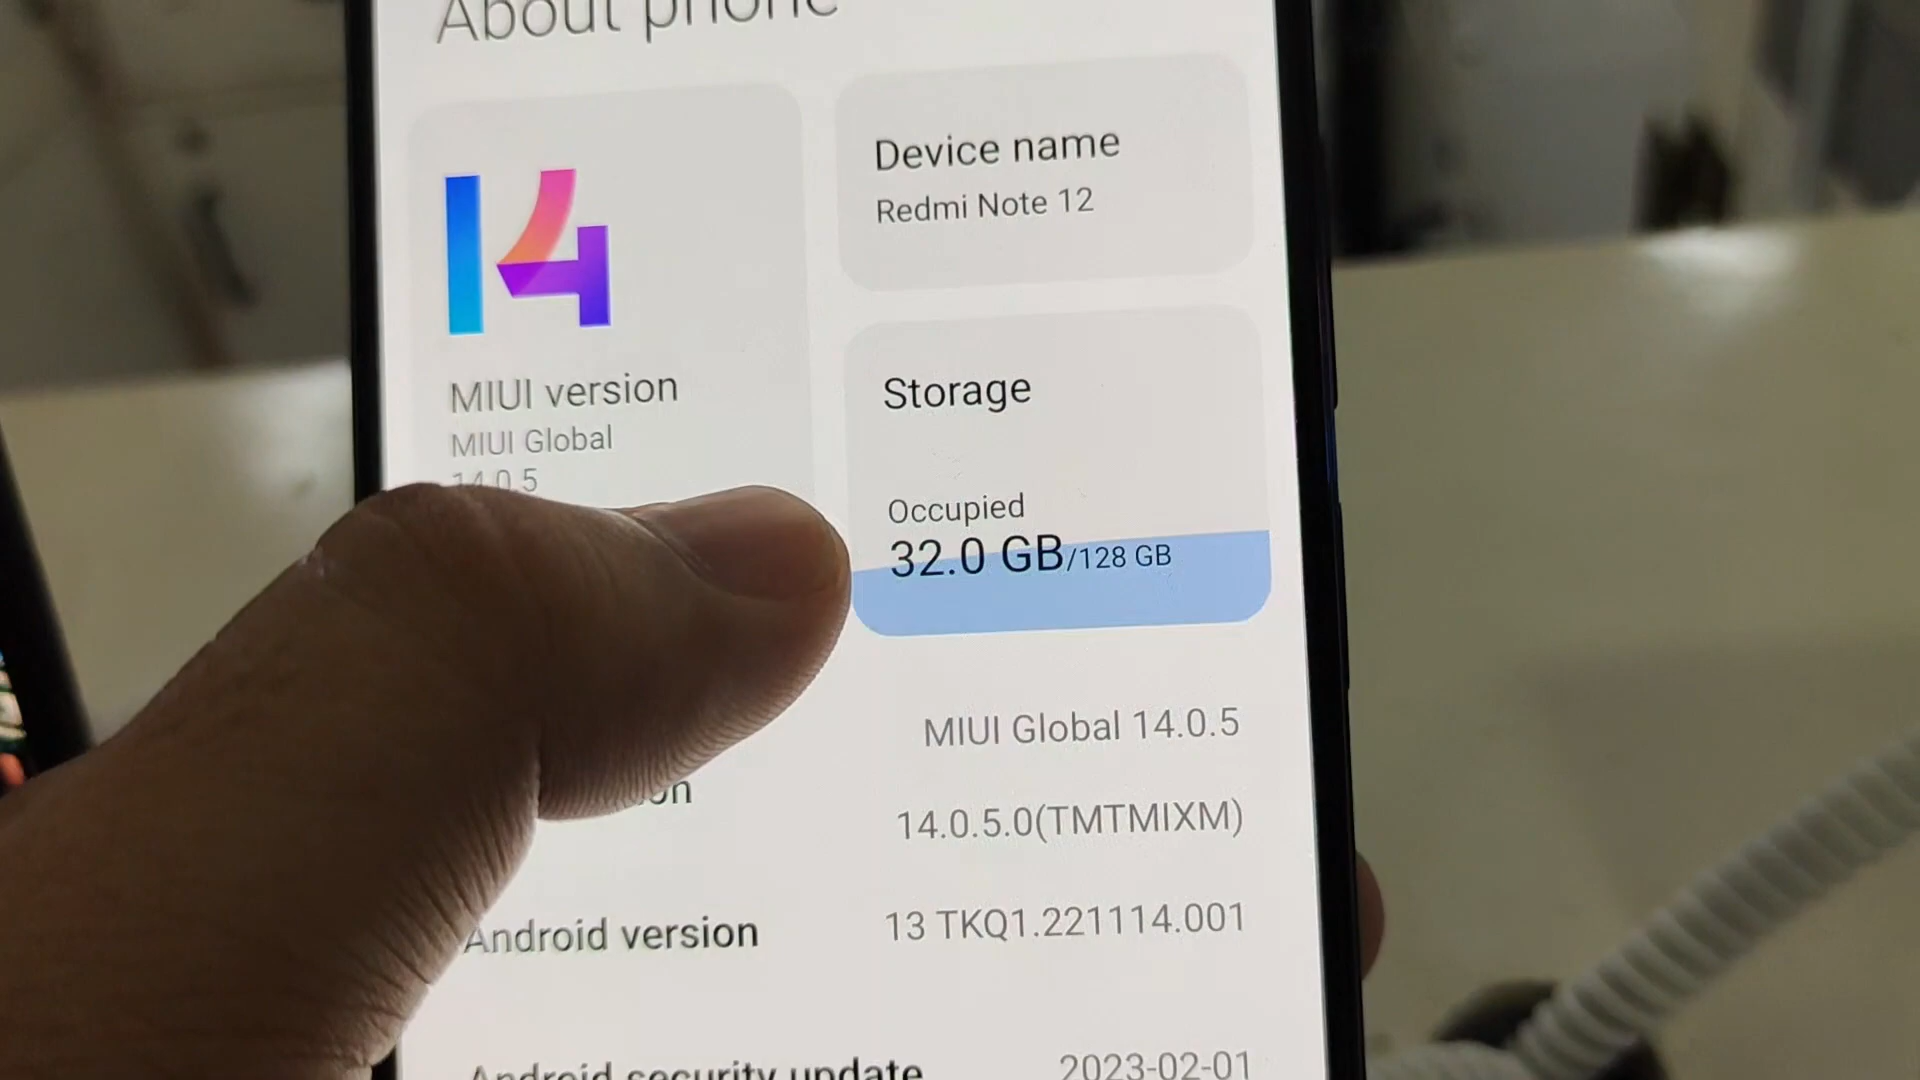 About phone
14
MIUI version
MIUI Global
14.0.5
Device name
Redmi Note 12
Storage
Occupied
32.0 GB/128 GB
MIUI Global 14.0.5
14.0.5.0(TMTMIXM)
Android version 13 TKQ1.221114.001
Android security update 2023-02-01